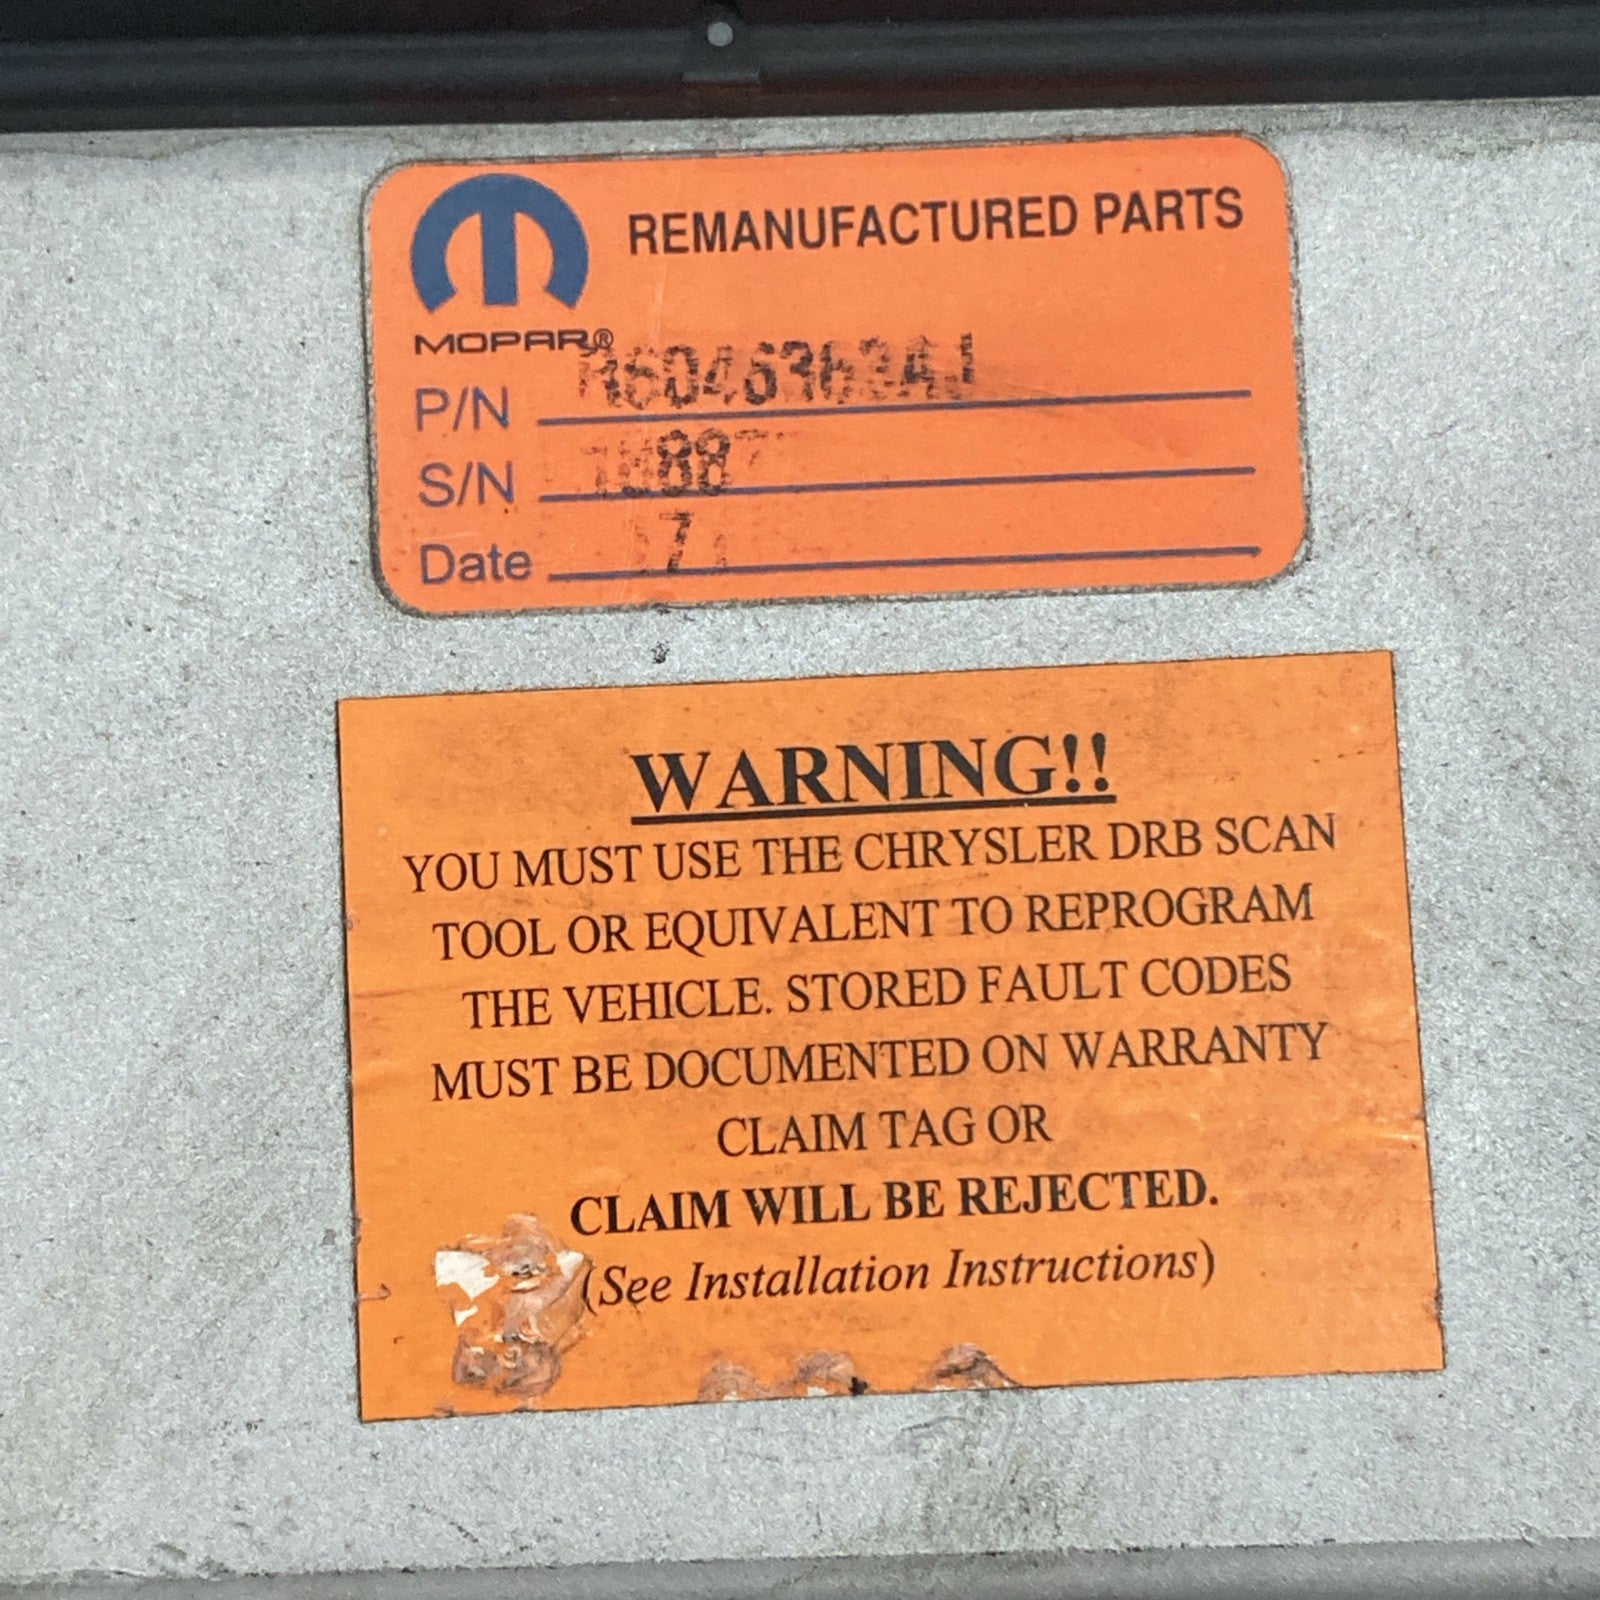 REMANUFACTURED PARTS
MOPAR®
P/N
S/N
Date 7
WARNING!!
YOU MUST USE THE CHRYSLER DRB SCAN
TOOL OR EQUIVALENT TO REPROGRAM
THE VEHICLE. STORED FAULT CODES
MUST BE DOCUMENTED ON WARRANTY
CLAIM TAG OR
CLAIM WILL BE REJECTED.
(See Installation Instructions)